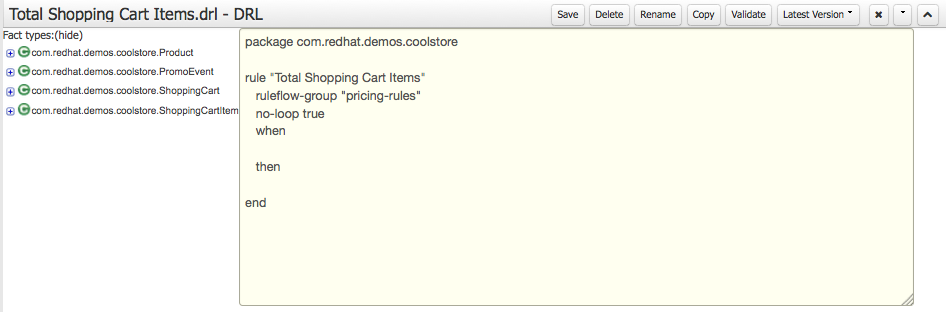 Total Shopping Cart Items.drl - DRL
Save Delete Rename Copy Validate Latest Version
Fact types:(hide)
com.redhat.demos.coolstore.Product
com.redhat.demos.coolstore.PromoEvent
com.redhat.demos.coolstore.ShoppingCart
com.redhat.demos.coolstore.ShoppingCartItem
package com.redhat.demos.coolstore
rule "Total Shopping Cart Items"
ruleflow-group "pricing-rules"
no-loop true
when
then
end